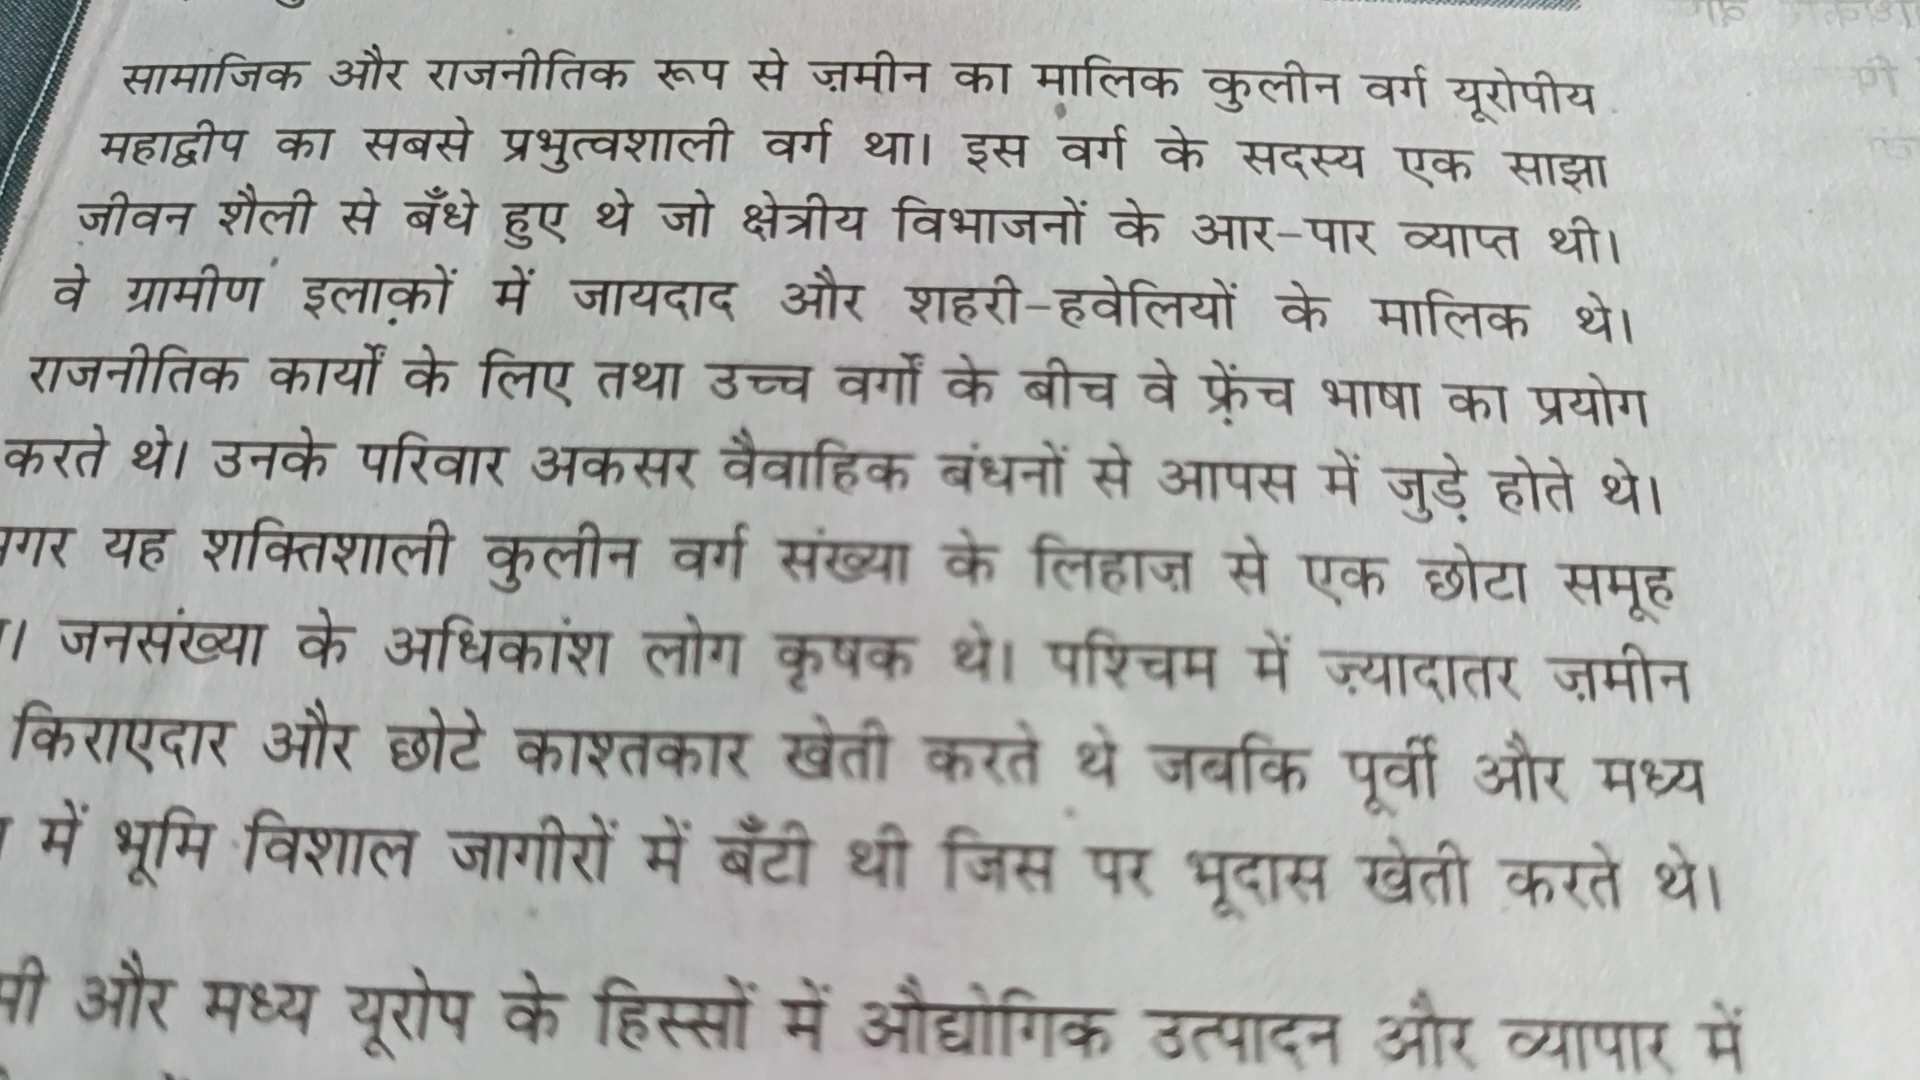 सामाजिक और राजनीतिक रूप से ज़मीन का मालिक कुलीन वर्ग यूरोपीय
महाद्वीप का सबसे प्रभुत्वशाली वर्ग था। इस वर्ग के सदस्य एक साझा
जीवन शैली से बँधे हुए थे जो क्षेत्रीय विभाजनों के आर-पार व्याप्त थी।
वे ग्रामीण इलाक़ों में जायदाद और शहरी-हवेलियों के मालिक थे।
राजनीतिक कार्यों के लिए तथा उच्च वर्गों के बीच वे फ़्रेंच भाषा का प्रयोग
करते थे। उनके परिवार अकसर वैवाहिक बंधनों से आपस में जुड़े होते थे।
यह शक्तिशाली कुलीन वर्ग संख्या के लिहाज़ से एक छोटा समूह
जनसंख्या के अधिकांश लोग कृषक थे। पश्चिम में ज़्यादातर ज़मीन
किराएदार और छोटे काश्तकार खेती करते थे जबकि पूर्वी और मध्य
में भूमि विशाल जागीरों में बँटी थी जिस पर भूदास खेती करते थे।
और मध्य यूरोप के हिस्सों में औद्योगिक उत्पादन और व्यापार में